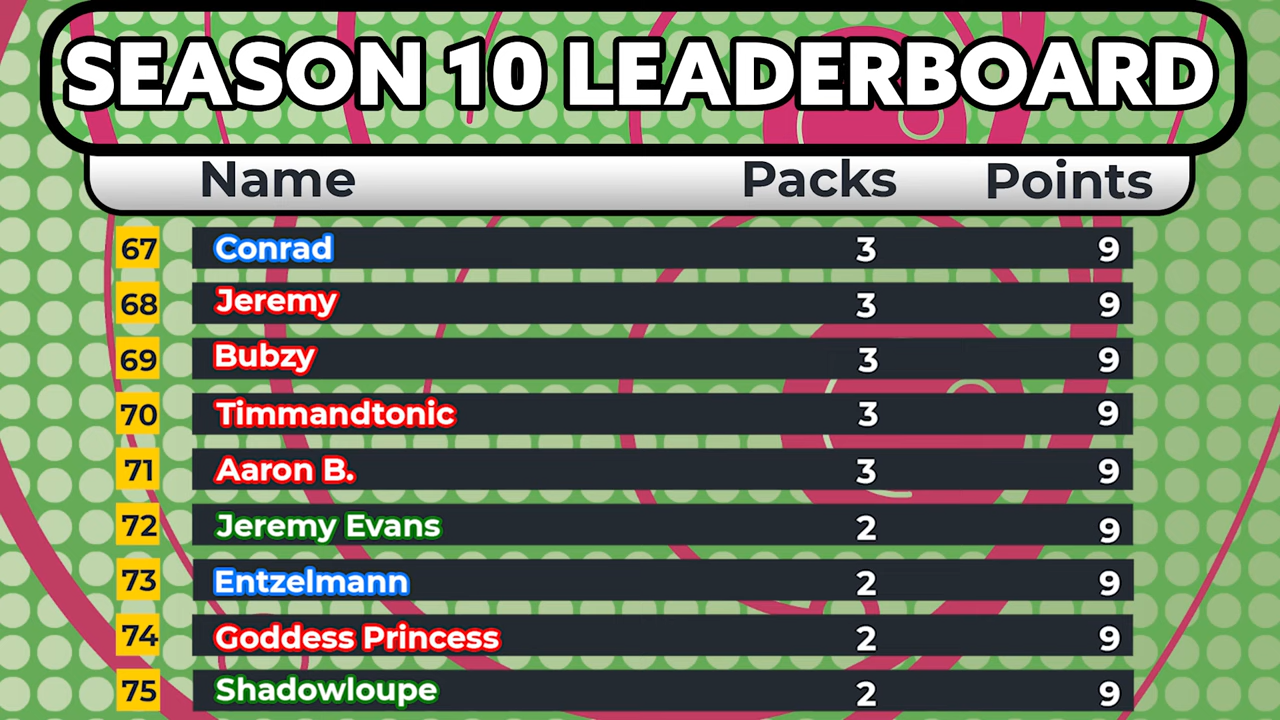 SEASON 10 LEADERBOARD
Name Packs Points
67 Conrad 3 9
68 Jeremy 3 9
69 Bubzy 3 9
70 Timmandtonic 3 9
71 Aaron B. 3 9
72 Jeremy Evans 2 9
73 Entzelmann 2 9
74 Goddess Princess 2 9
75 Shadowloupe 2 9